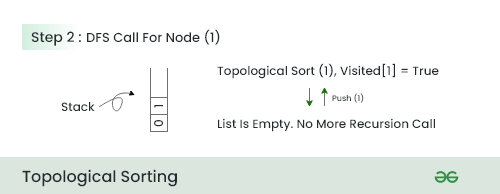 Step 2 : DFS Call For Node (1)
Topological Sort (1), Visited[1] = True
Push (1)
Stack
1
0
List Is Empty. No More Recursion Call
Topological Sorting